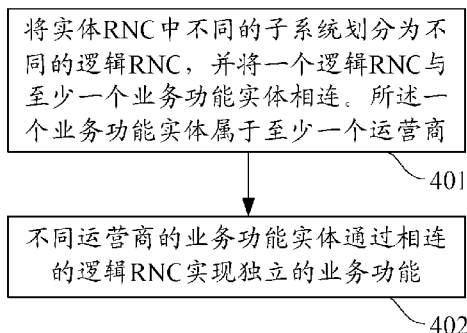 将实体RNC中不同的子系统划分为不
同的逻辑RNC，并将一个逻辑RNC与
至少一个业务功能实体相连。所述一
个业务功能实体属于至少一个运营商
401
不同运营商的业务功能实体通过相连
的逻辑RNC实现独立的业务功能
402